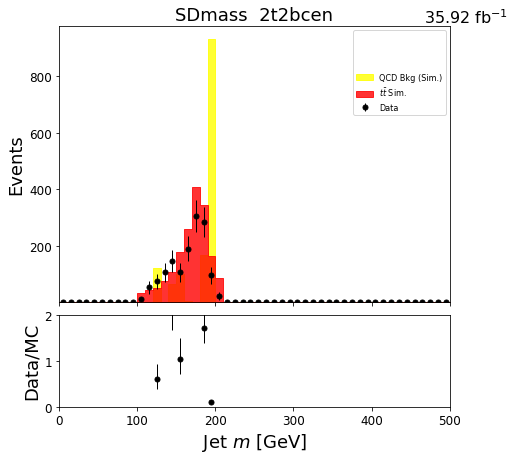 SDmass 2t2bcen
35.92 fb⁻¹
QCD Bkg (Sim.)
tt̄ Sim.
Data
Events
800
600
400
200
Data/MC
2
1
0
0 100 200 300 400 500
Jet m [GeV]